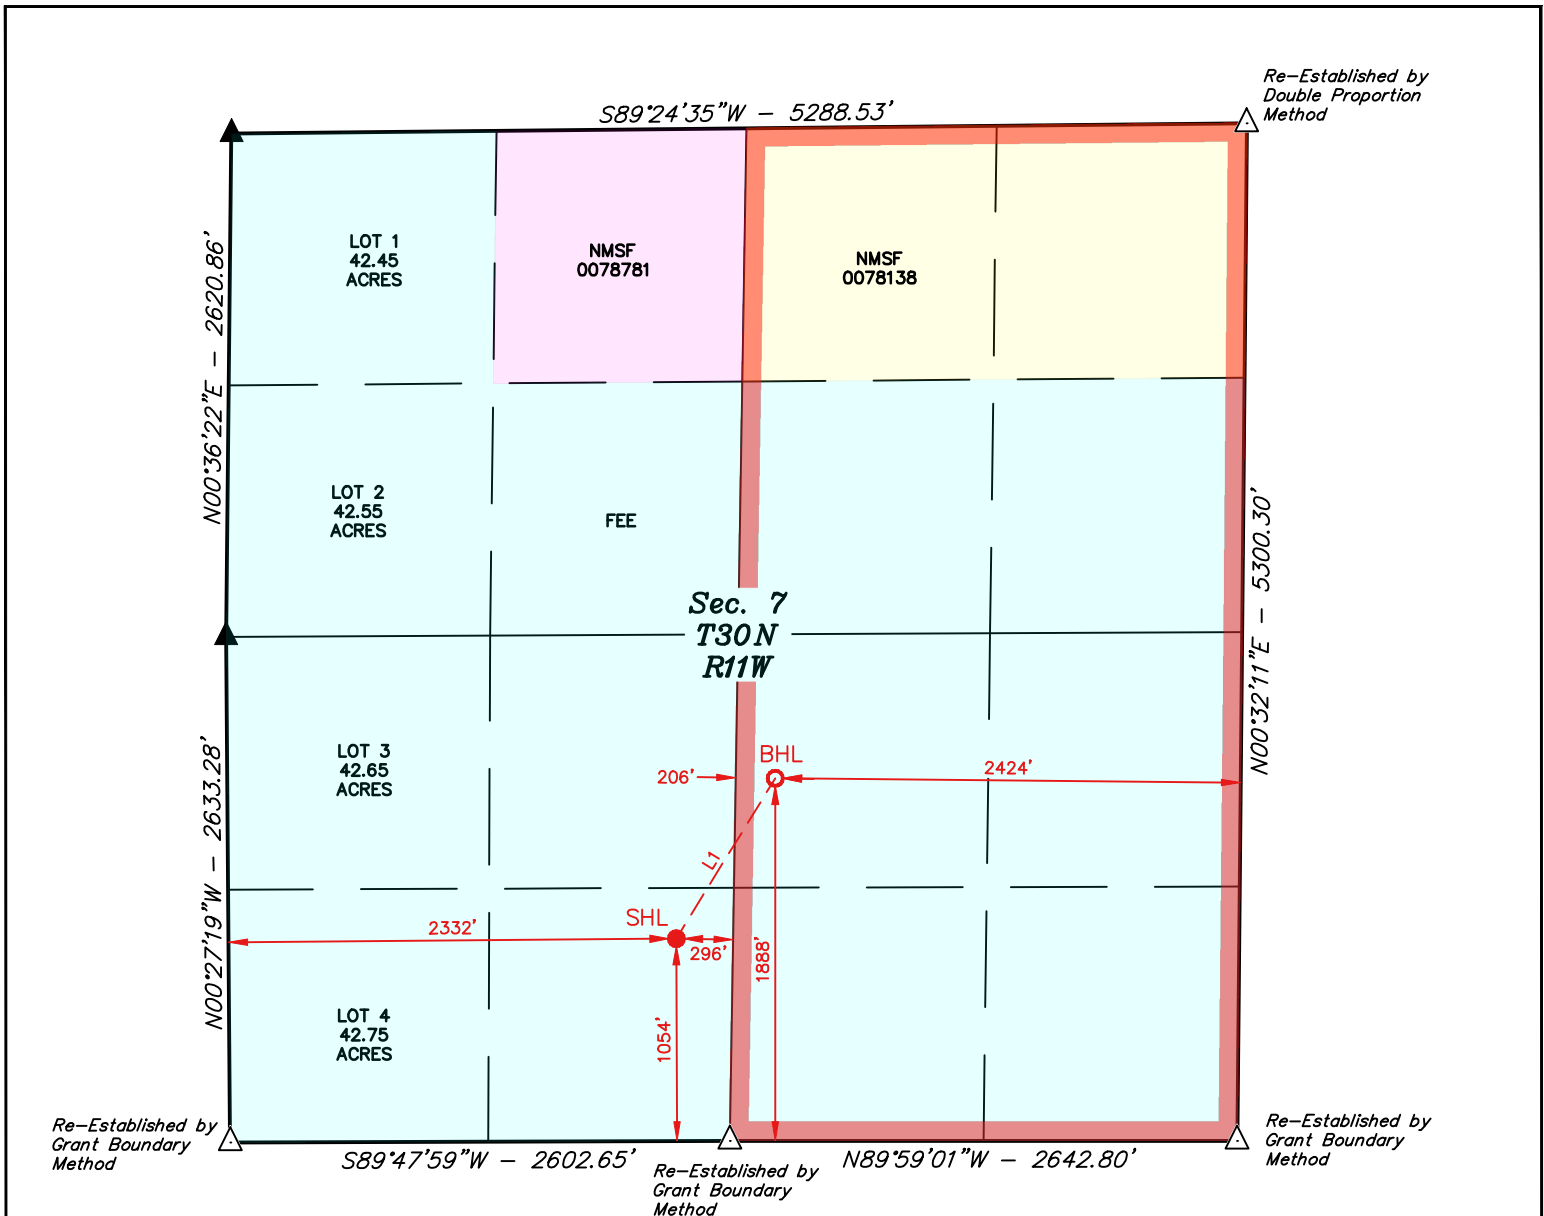 Re-Established by
Double Proportion
Method
S89°24'35"W - 5288.53'
LOT 1
42.45
ACRES
NMSF
0078781
NMSF
0078138
N00°36'22"E - 2620.86'
LOT 2
42.55
ACRES
FEE
N00°32'11"E - 5300.30'
Sec. 7
T30N
R11W
LOT 3
42.65
ACRES
BHL
206'
2424'
N00°27'19"W - 2633.28'
L1
SHL
2332'
296'
1888'
1054'
LOT 4
42.75
ACRES
Re-Established by
Grant Boundary
Method
S89°47'59"W - 2602.65'
Re-Established by
Grant Boundary
Method
N89°59'01"W - 2642.80'
Re-Established by
Grant Boundary
Method